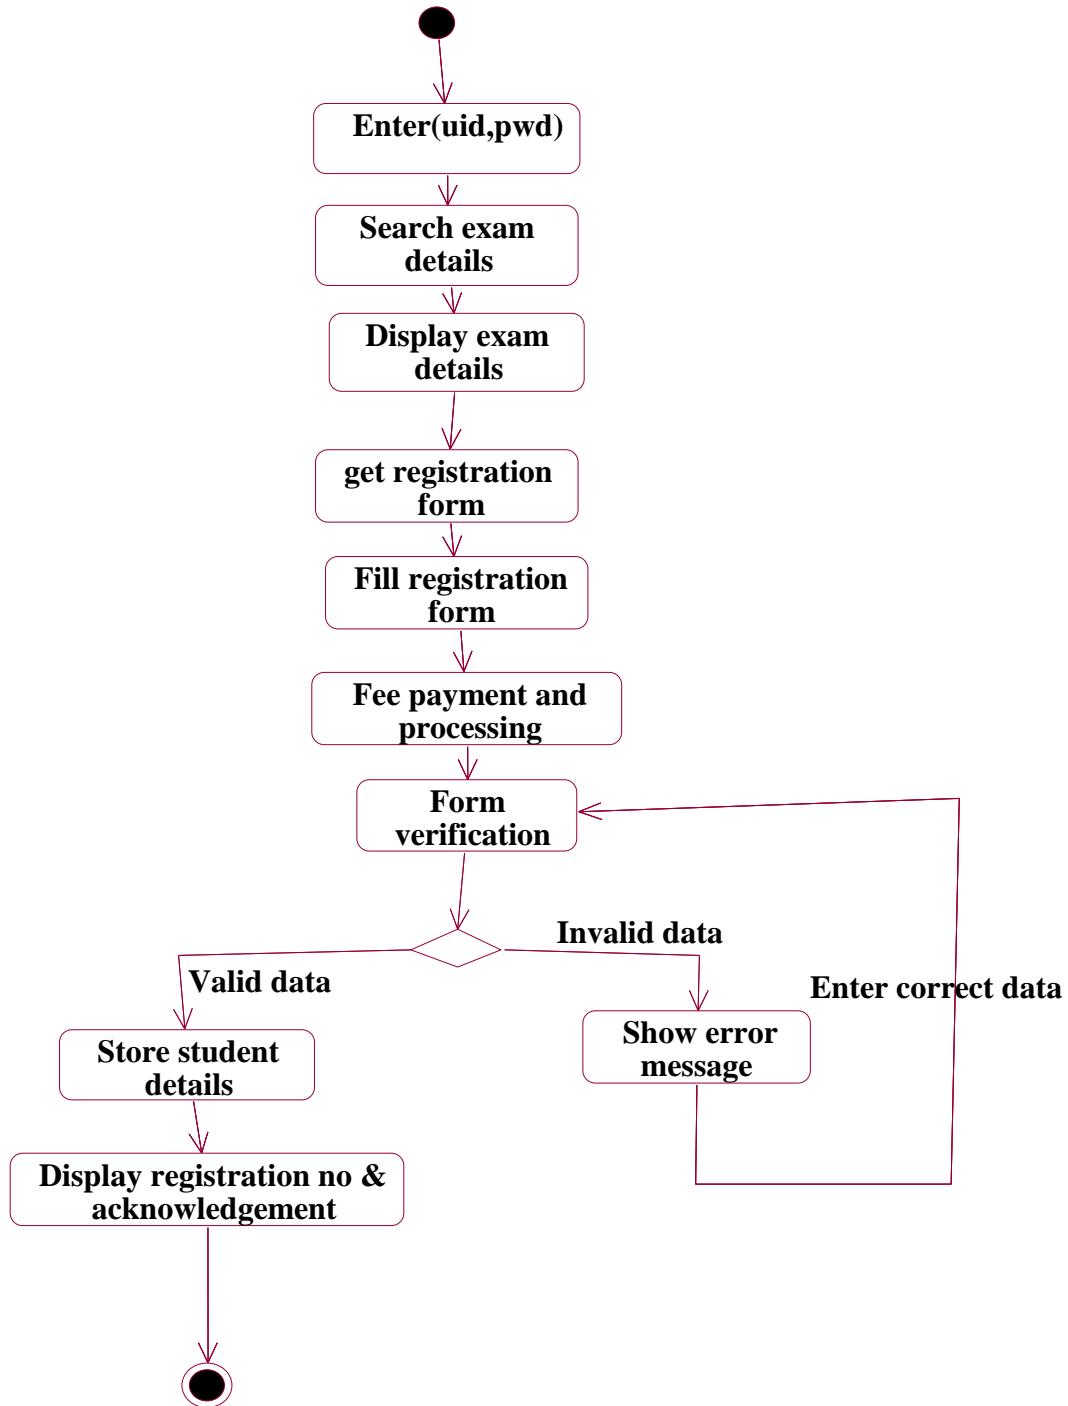 Enter(uid,pwd)
Search exam
details
Display exam
details
get registration
form
Fill registration
form
Fee payment and
processing
Form
verification
Invalid data
Valid data
Enter correct data
Show error
message
Store student
details
Display registration no &
acknowledgement